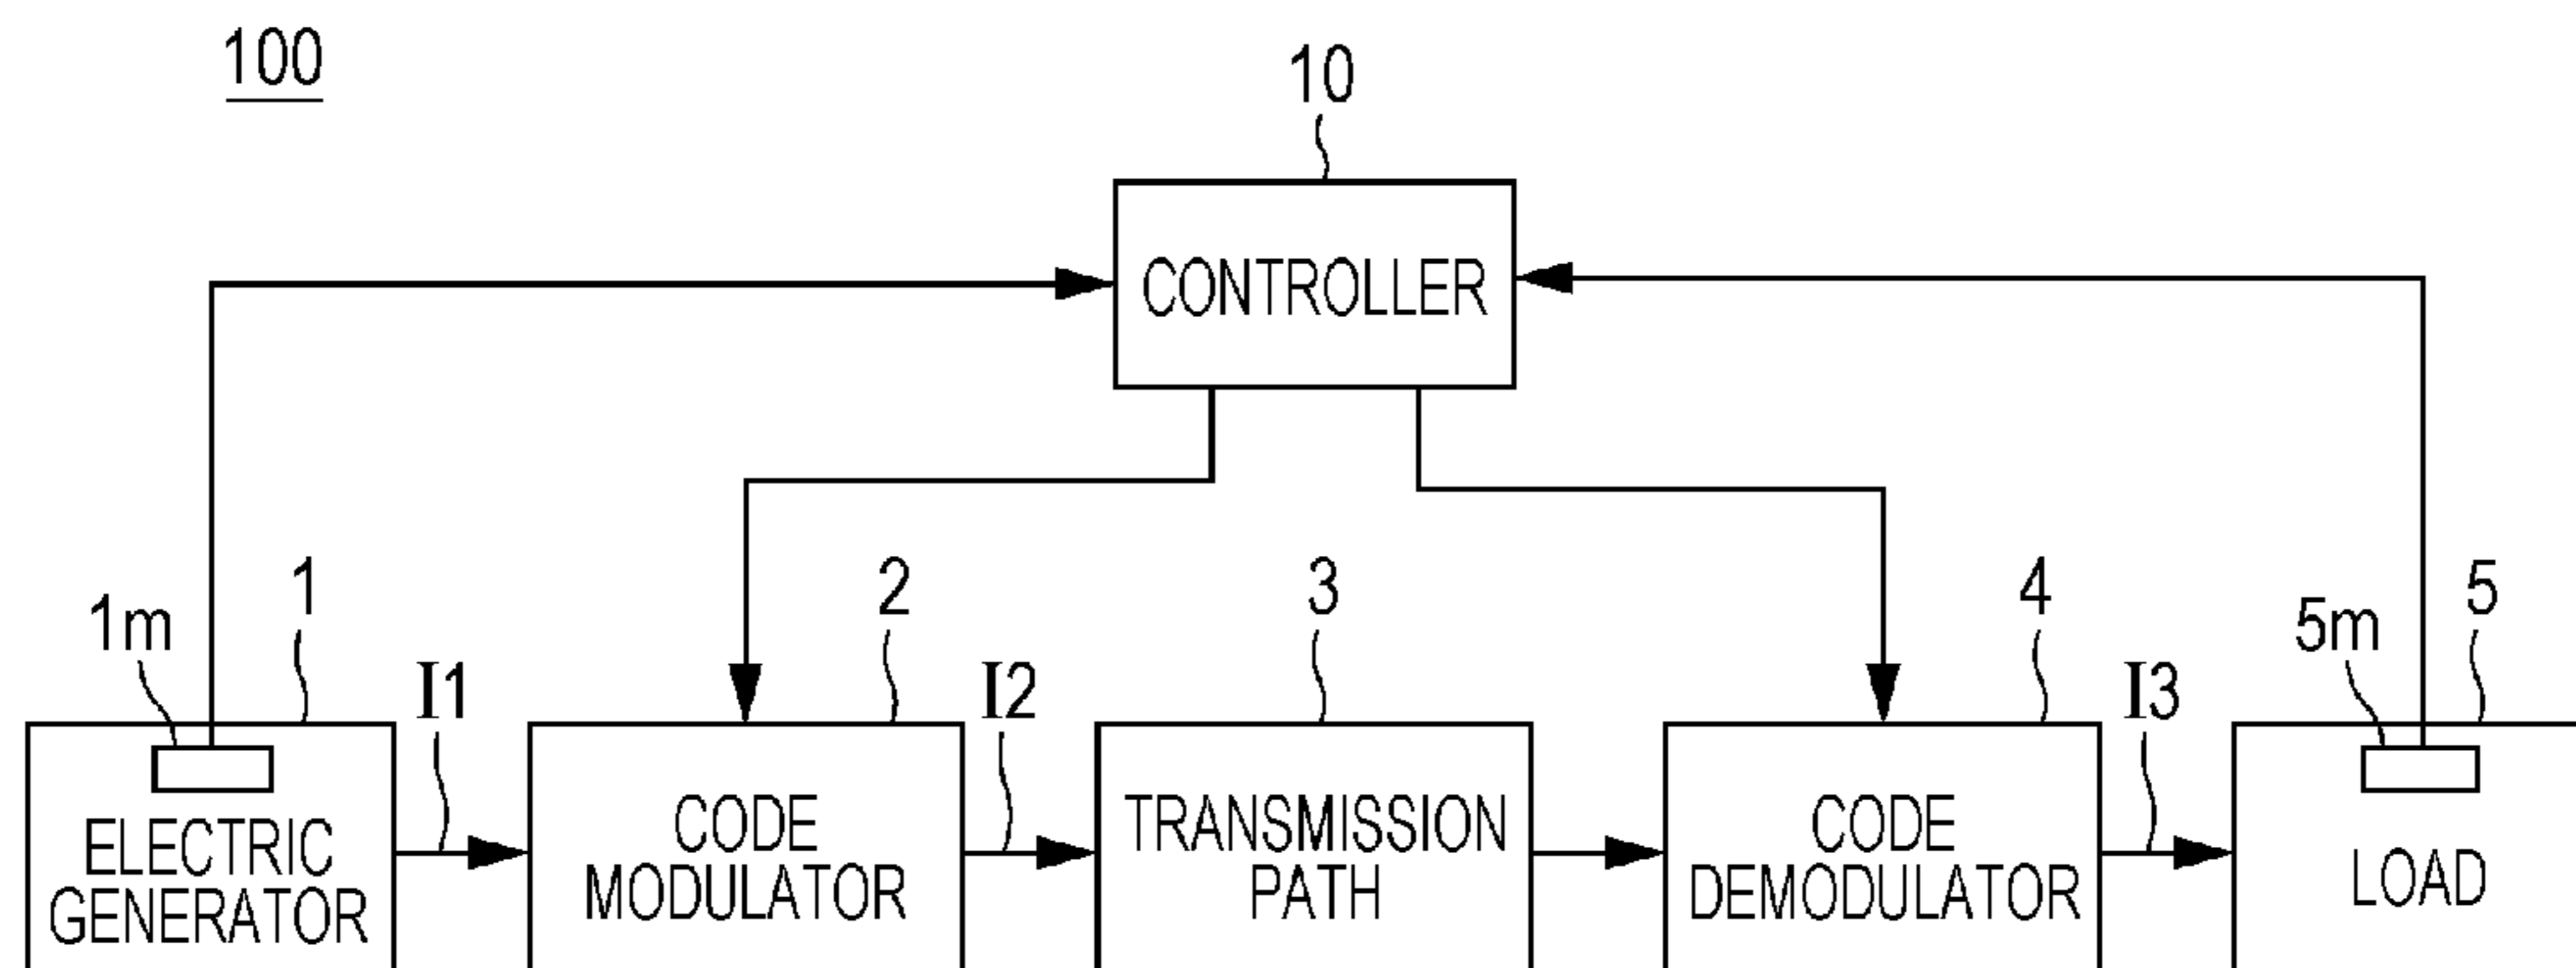 100
10
CONTROLLER
1m
1
I1
2
I2
3
4
I3
5m
5
ELECTRIC
GENERATOR
CODE
MODULATOR
TRANSMISSION
PATH
CODE
DEMODULATOR
LOAD